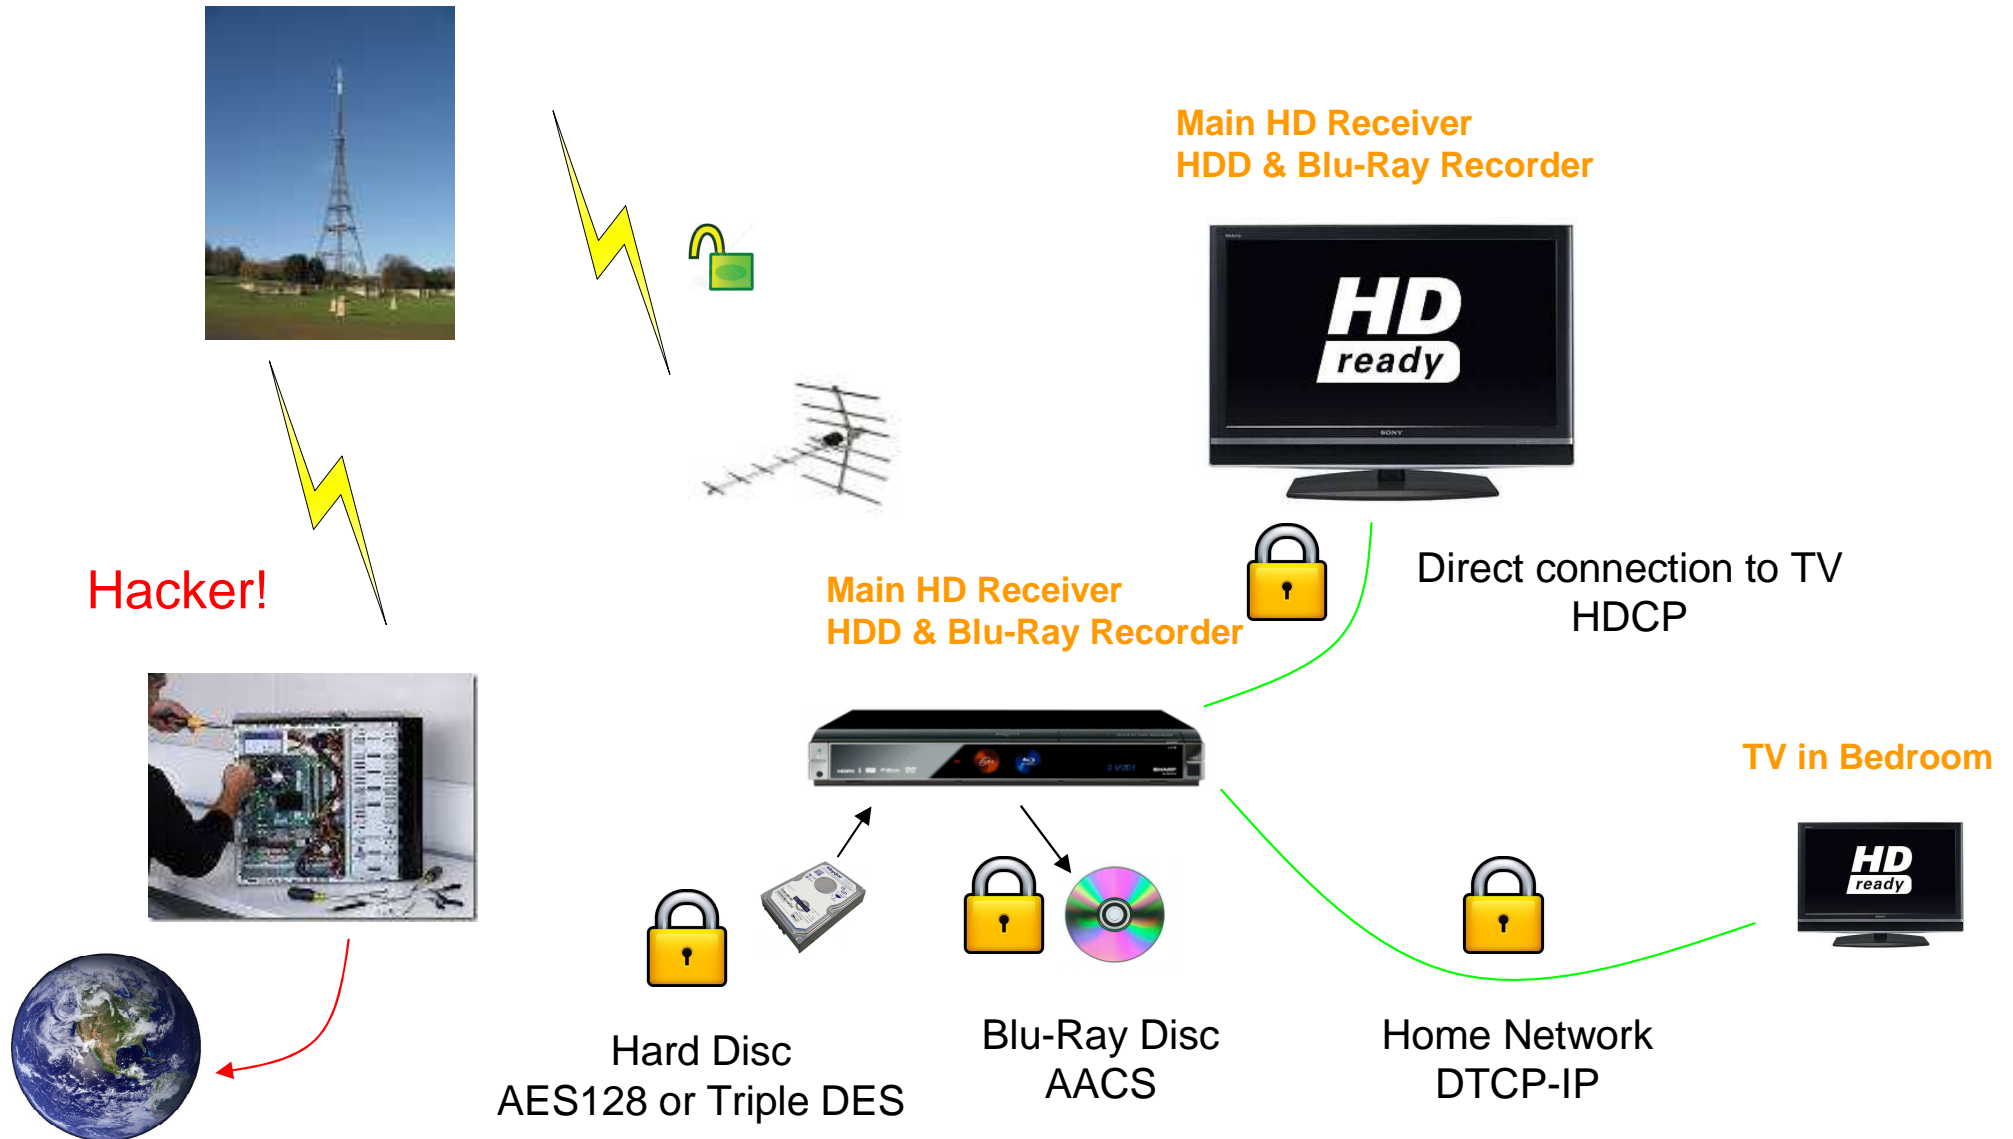 Main HD Receiver
HDD & Blu-Ray Recorder
HD
ready
SONY
Hacker!
Main HD Receiver
HDD & Blu-Ray Recorder
Direct connection to TV
HDCP
SHARP
TV in Bedroom
HD
ready
Hard Disc
AES128 or Triple DES
Blu-Ray Disc
AACS
Home Network
DTCP-IP